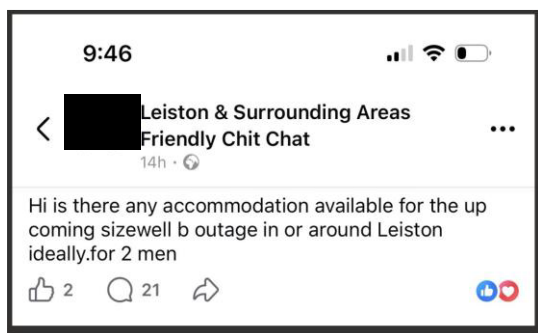 9:46
Leiston & Surrounding Areas
Friendly Chit Chat
14h ·
Hi is there any accommodation available for the up
coming sizewell b outage in or around Leiston
ideally.for 2 men
2 21